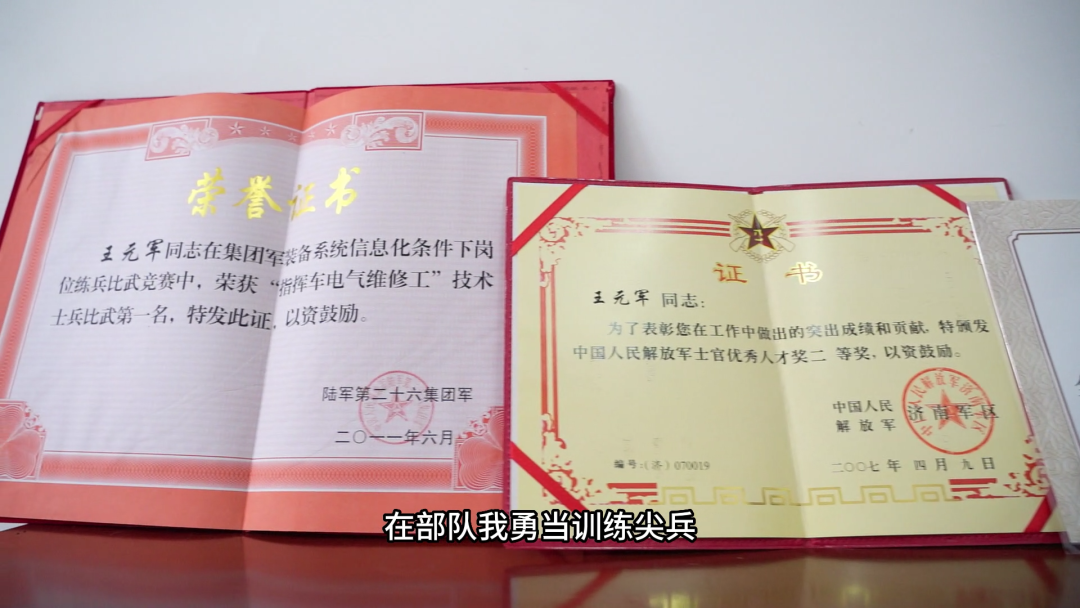 荣誉证书
王元军同志在集团军装备系统信息化条件下岗
位练兵比武竞赛中，荣获“指挥车电气维修工”技术
士兵比武第一名，特发此证，以资鼓励。
陆军第二十六集团军
二〇一一年六月
证书
王元军 同志：
为了表彰您在工作中做出的突出成绩和贡献，特颁发
中国人民解放军士官优秀人才奖二 等奖，以资鼓励。
中国人民
解放军
济南军区
编号：（济）070019
二〇〇七年 四月 九日
在部队我勇当训练尖兵